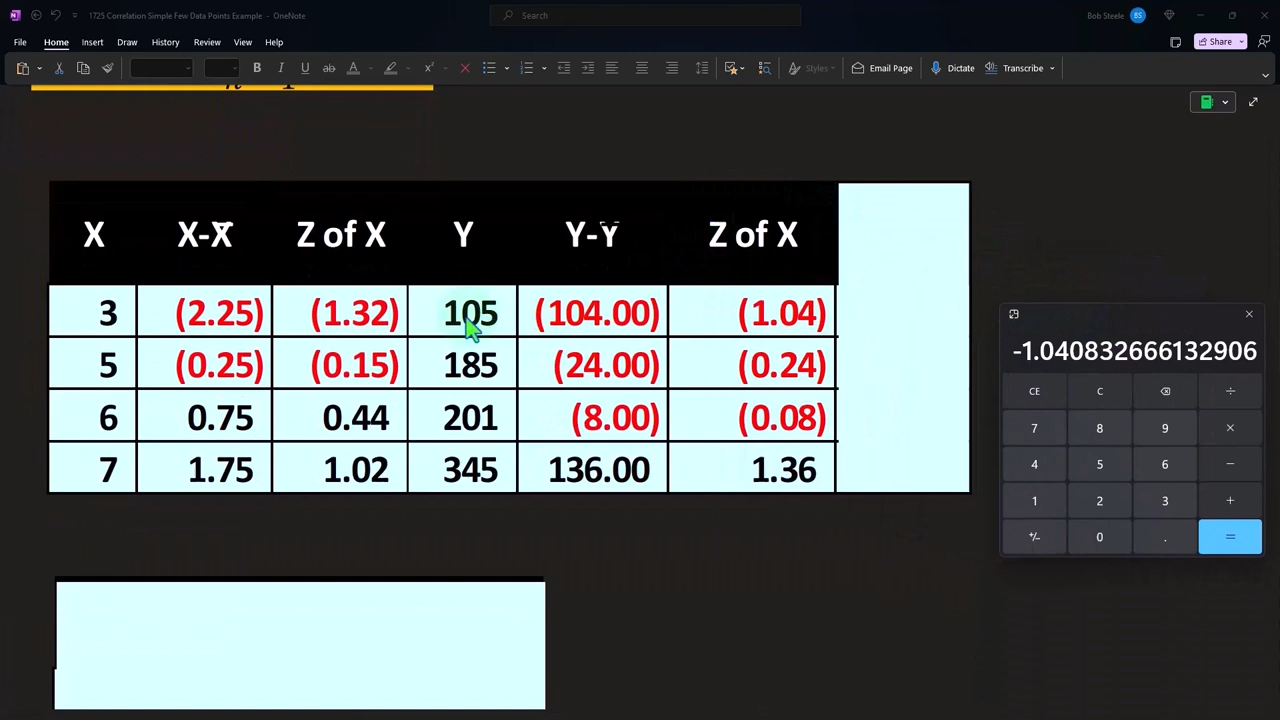 1725 Correlation Simple Few Data Points Example - OneNote
Search
Bob Steele BS
File Home Insert Draw History Review View Help
Share
B I U ab A x Styles Email Page Dictate Transcribe
X X-X̅ Z of X Y Y-Y̅ Z of X
3 (2.25) (1.32) 105 (104.00) (1.04)
5 (0.25) (0.15) 185 (24.00) (0.24)
6 0.75 0.44 201 (8.00) (0.08)
7 1.75 1.02 345 136.00 1.36
-1.040832666132906
CE C ÷
7 8 9 ×
4 5 6 −
1 2 3 +
+/- 0 . =